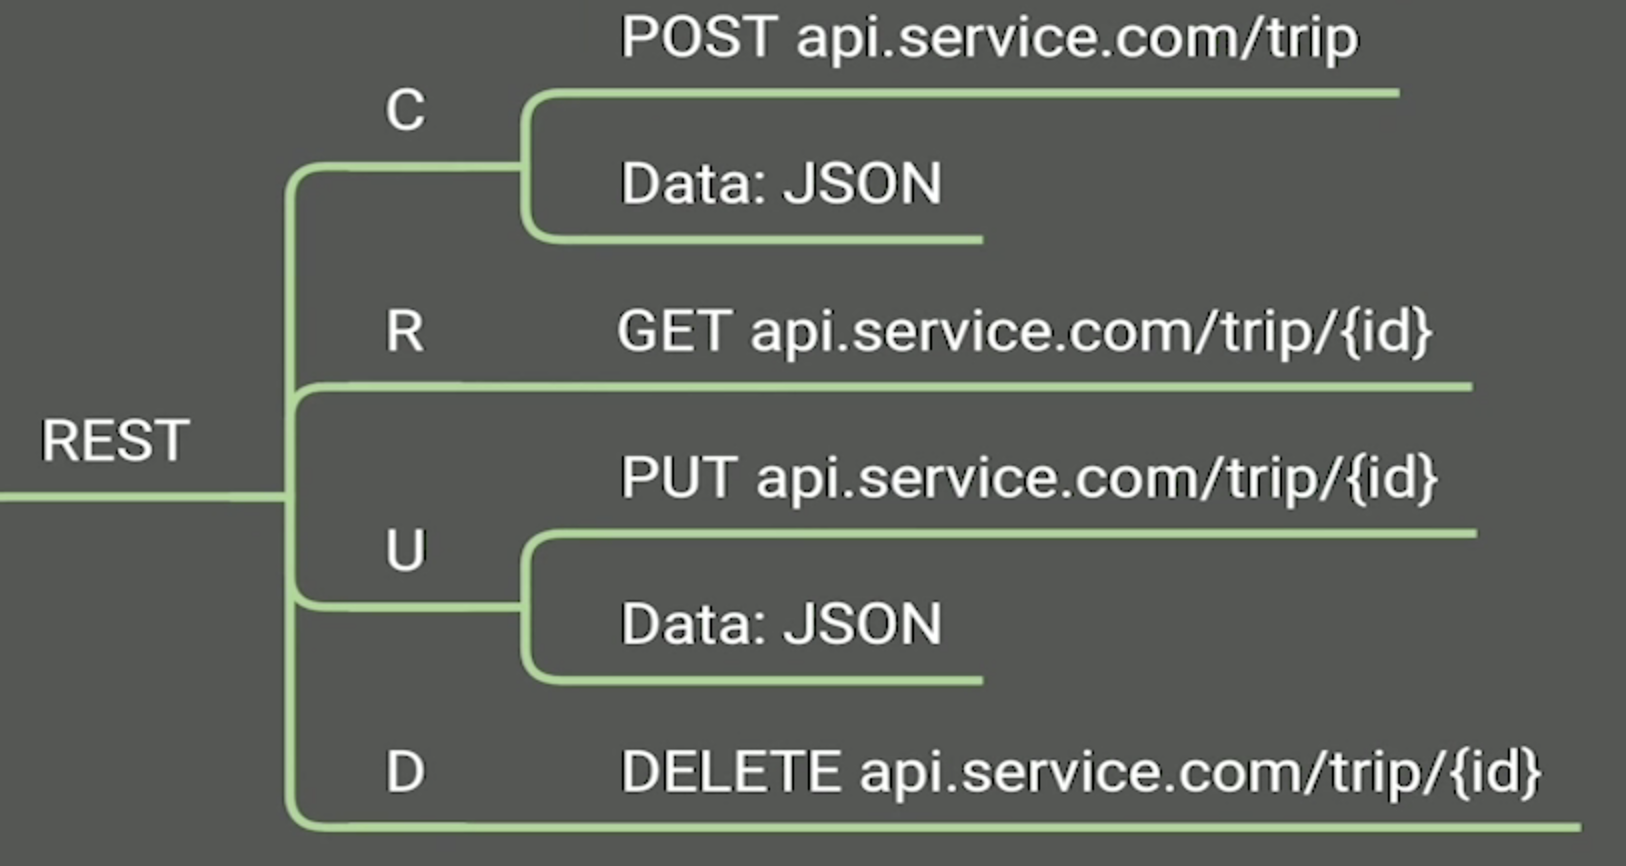 POST api.service.com/trip
C
Data: JSON
R GET api.service.com/trip/{id}
REST
PUT api.service.com/trip/{id}
U
Data: JSON
D DELETE api.service.com/trip/{id}